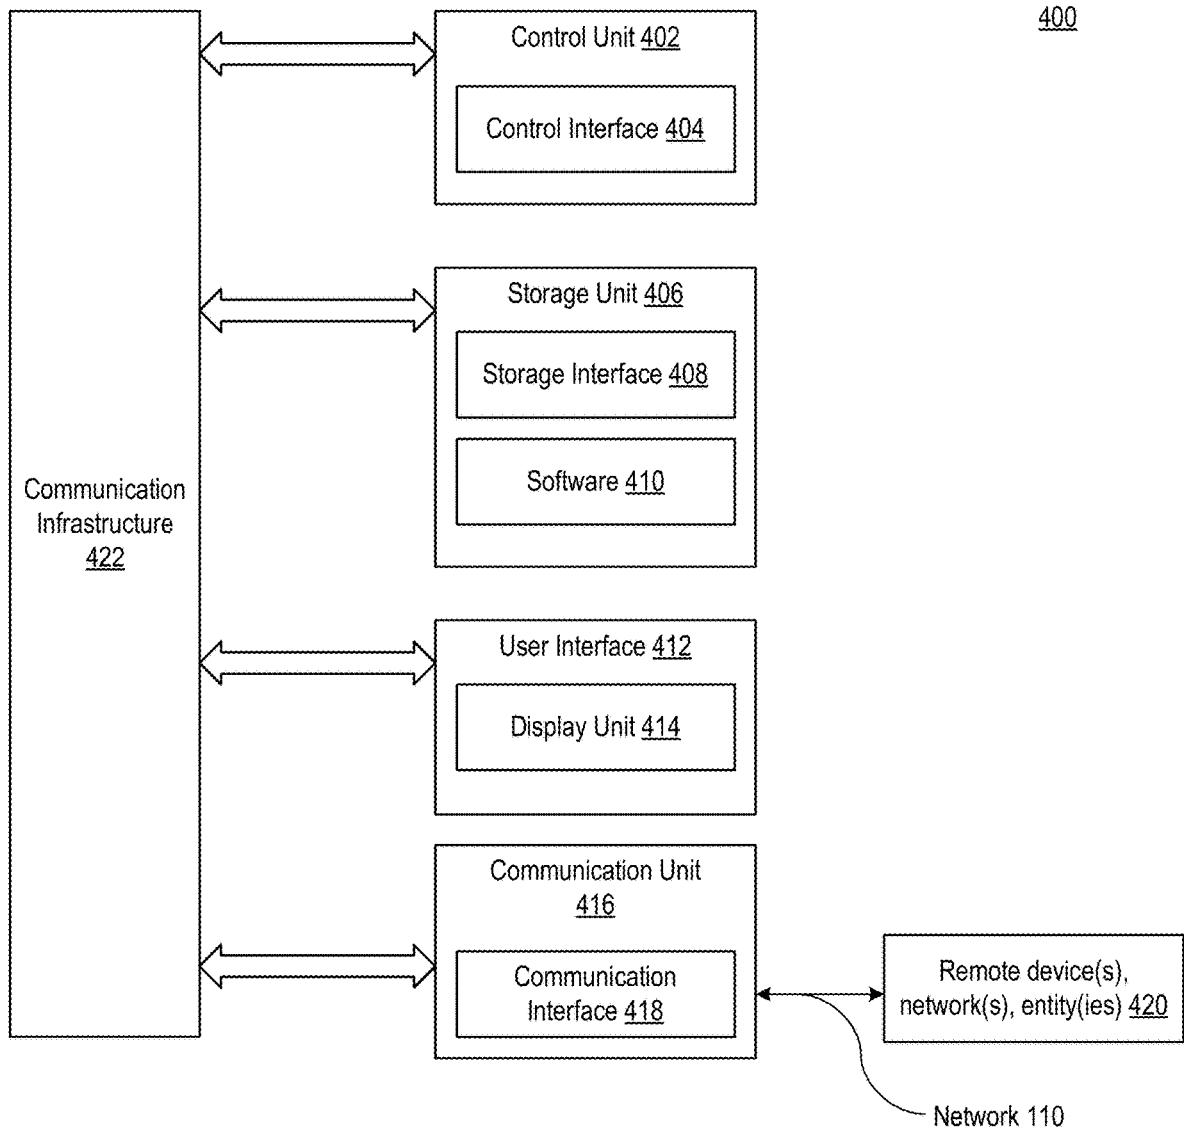 400
Control Unit 402
Control Interface 404
Storage Unit 406
Storage Interface 408
Software 410
Communication
Infrastructure
422
User Interface 412
Display Unit 414
Communication Unit
416
Communication
Interface 418
Remote device(s),
network(s), entity(ies) 420
Network 110